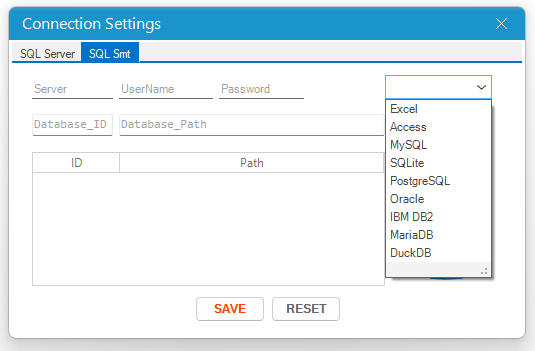 Connection Settings
SQL Server SQL Smt
Server UserName Password
Database_ID Database_Path
ID Path
Excel
Access
MySQL
SQLite
PostgreSQL
Oracle
IBM DB2
MariaDB
DuckDB
SAVE RESET